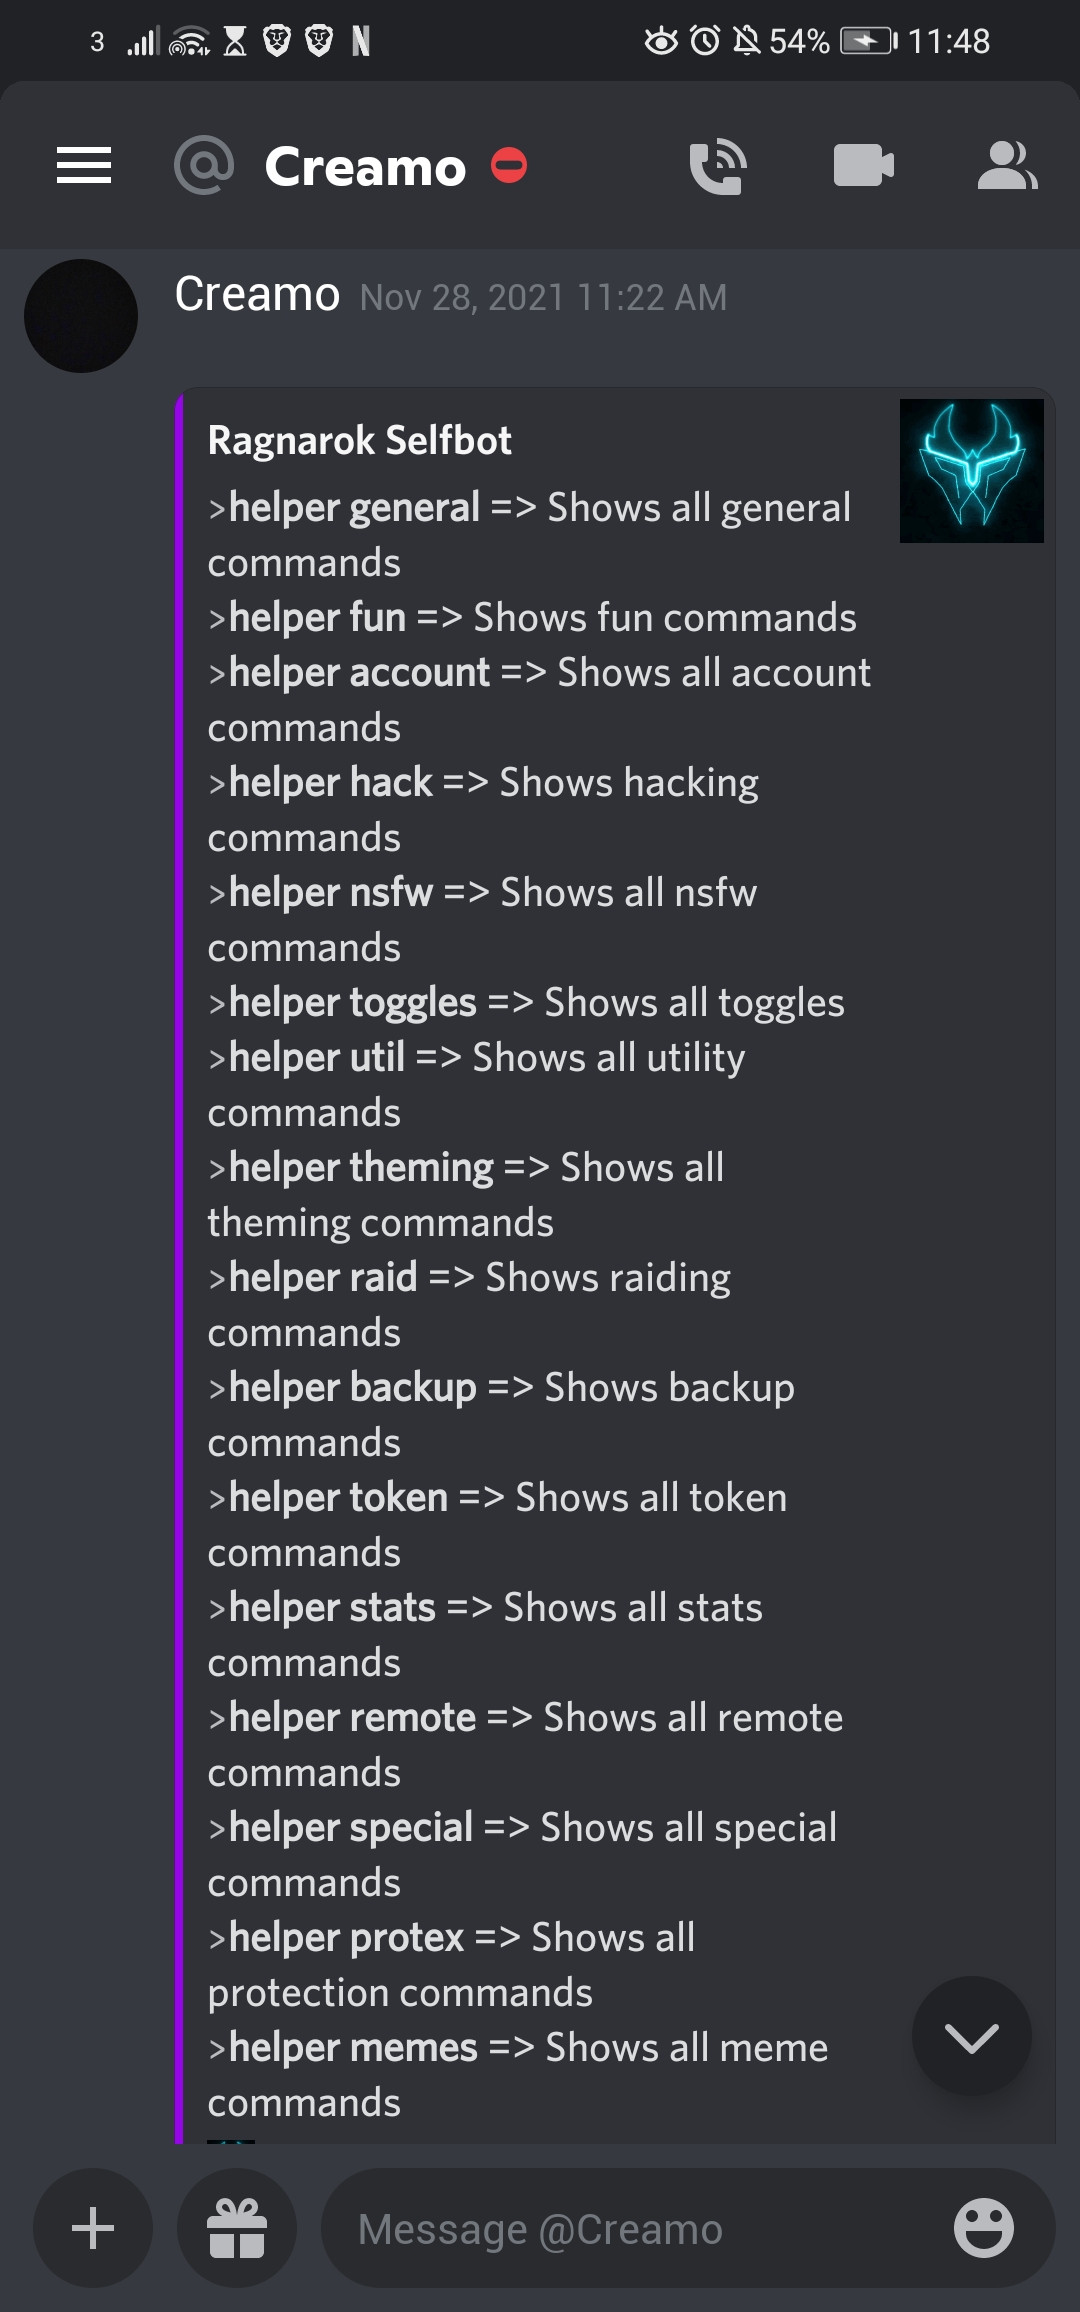 3 N 54% 11:48
@ Creamo
Creamo Nov 28, 2021 11:22 AM
Ragnarok Selfbot
>helper general => Shows all general
commands
>helper fun => Shows fun commands
>helper account => Shows all account
commands
>helper hack => Shows hacking
commands
>helper nsfw => Shows all nsfw
commands
>helper toggles => Shows all toggles
>helper util => Shows all utility
commands
>helper theming => Shows all
theming commands
>helper raid => Shows raiding
commands
>helper backup => Shows backup
commands
>helper token => Shows all token
commands
>helper stats => Shows all stats
commands
>helper remote => Shows all remote
commands
>helper special => Shows all special
commands
>helper protex => Shows all
protection commands
>helper memes => Shows all meme
commands
Message @Creamo